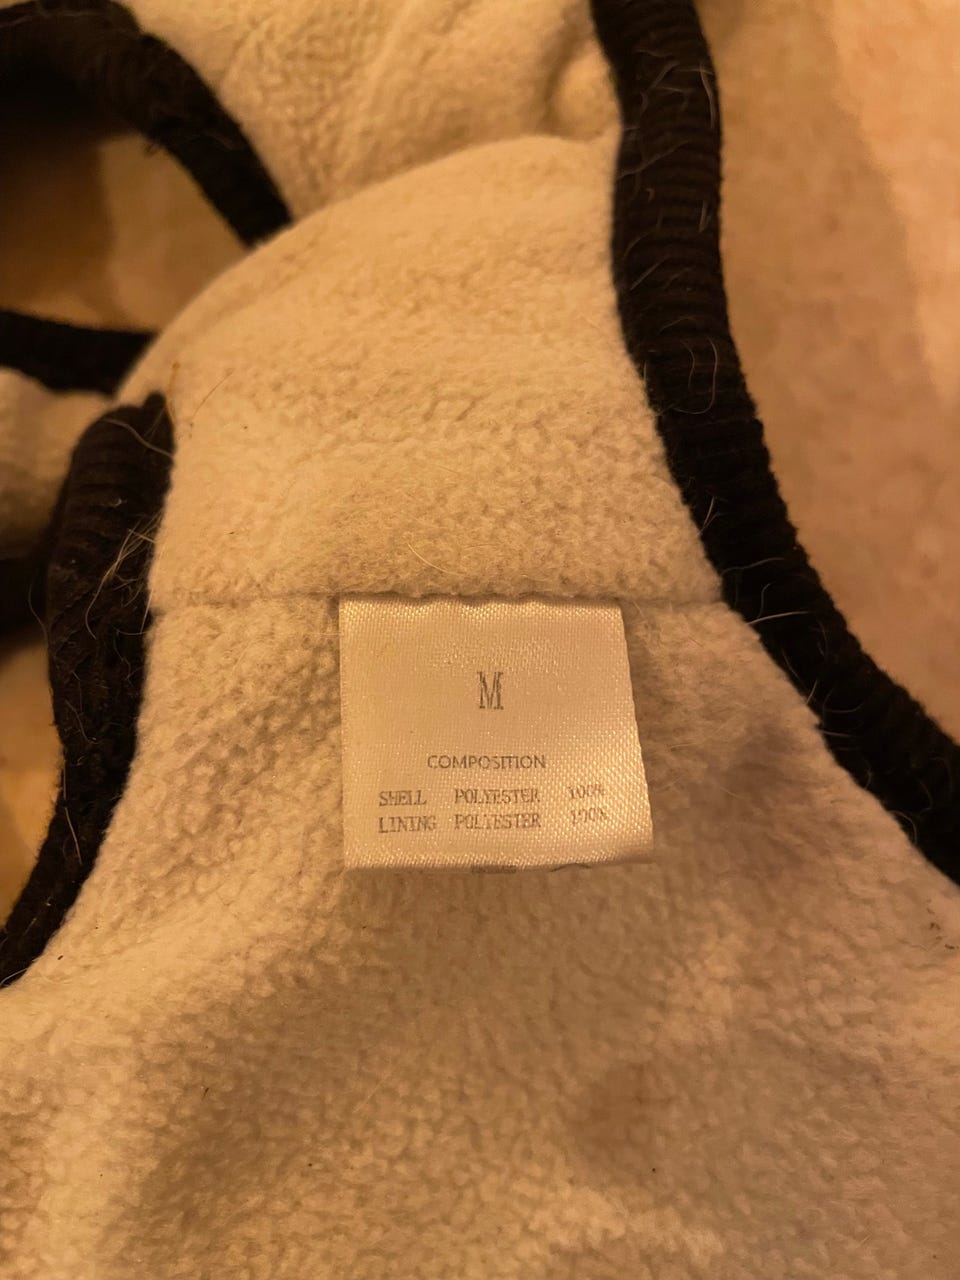 M
COMPOSITION
SHELL POLYESTER 100%
LINING POLYESTER 100%